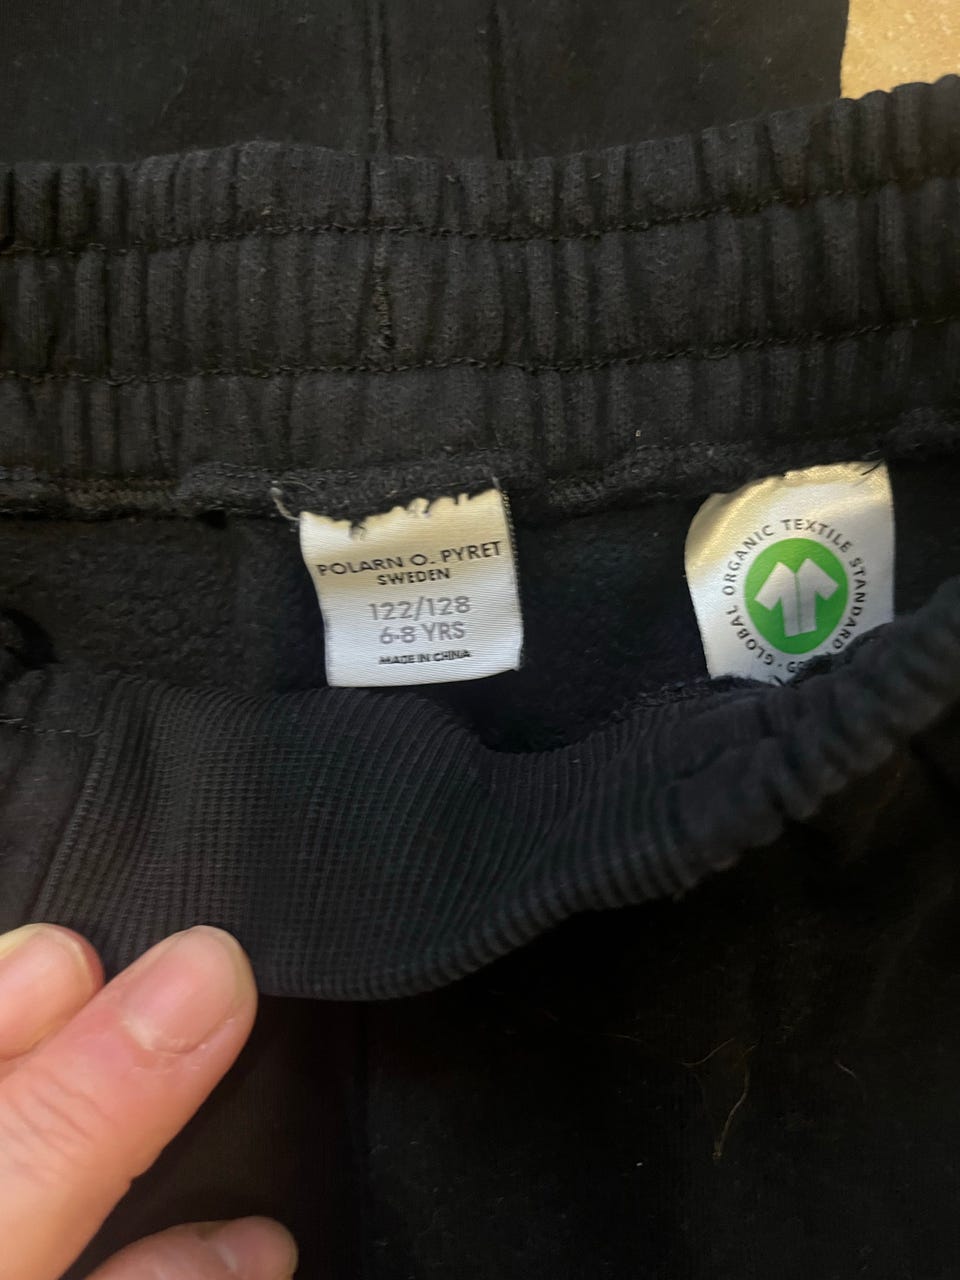 POLARN O. PYRET
SWEDEN
122/128
6-8 YRS
MADE IN CHINA
GLOBAL ORGANIC TEXTILE STANDARD